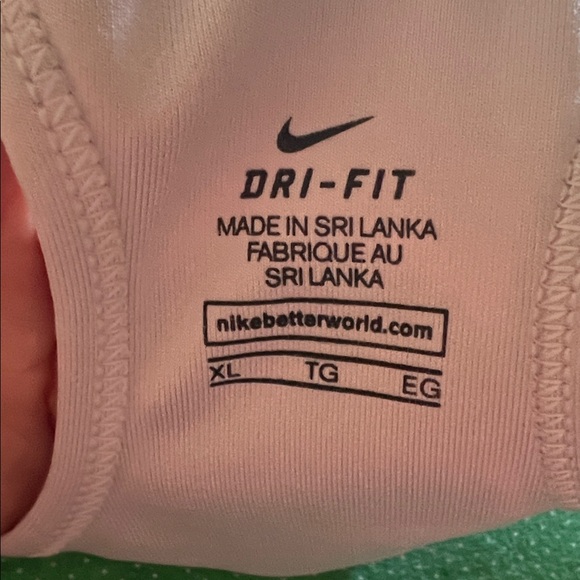 DRI-FIT
MADE IN SRI LANKA
FABRIQUE AU
SRI LANKA
nikebetterworld.com
XL TG EG